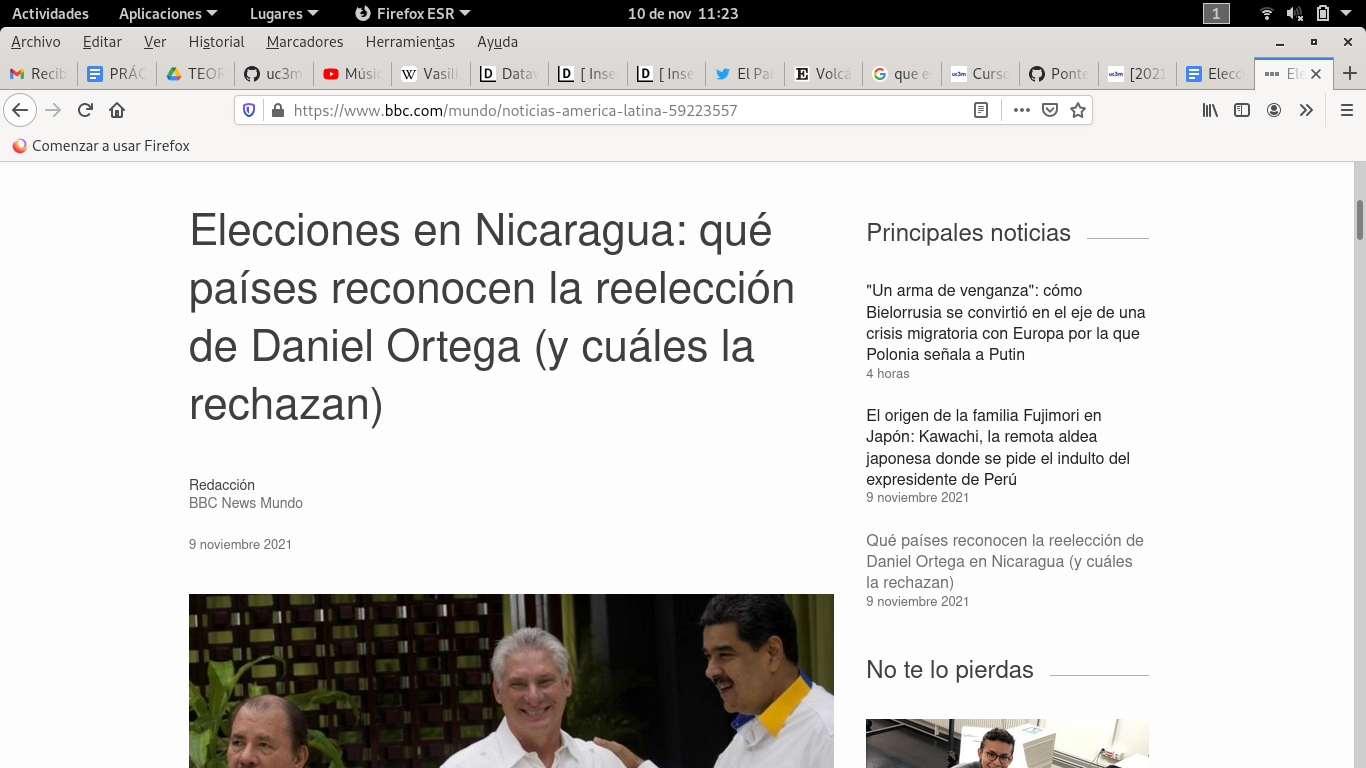 Actividades Aplicaciones Lugares Firefox ESR 10 de nov 11:23 1
Archivo Editar Ver Historial Marcadores Herramientas Ayuda
Recib PRÁC TEOR uc3m Músic Vasili Datav [ Inse [ Inse El Paí Volcá que e Curso Ponte [2021 Elecc Ele
https://www.bbc.com/mundo/noticias-america-latina-59223557
Comenzar a usar Firefox
Elecciones en Nicaragua: qué
países reconocen la reelección
de Daniel Ortega (y cuáles la
rechazan)
Redacción
BBC News Mundo
9 noviembre 2021
Principales noticias
"Un arma de venganza": cómo
Bielorrusia se convirtió en el eje de una
crisis migratoria con Europa por la que
Polonia señala a Putin
4 horas
El origen de la familia Fujimori en
Japón: Kawachi, la remota aldea
japonesa donde se pide el indulto del
expresidente de Perú
9 noviembre 2021
Qué países reconocen la reelección de
Daniel Ortega en Nicaragua (y cuáles
la rechazan)
9 noviembre 2021
No te lo pierdas